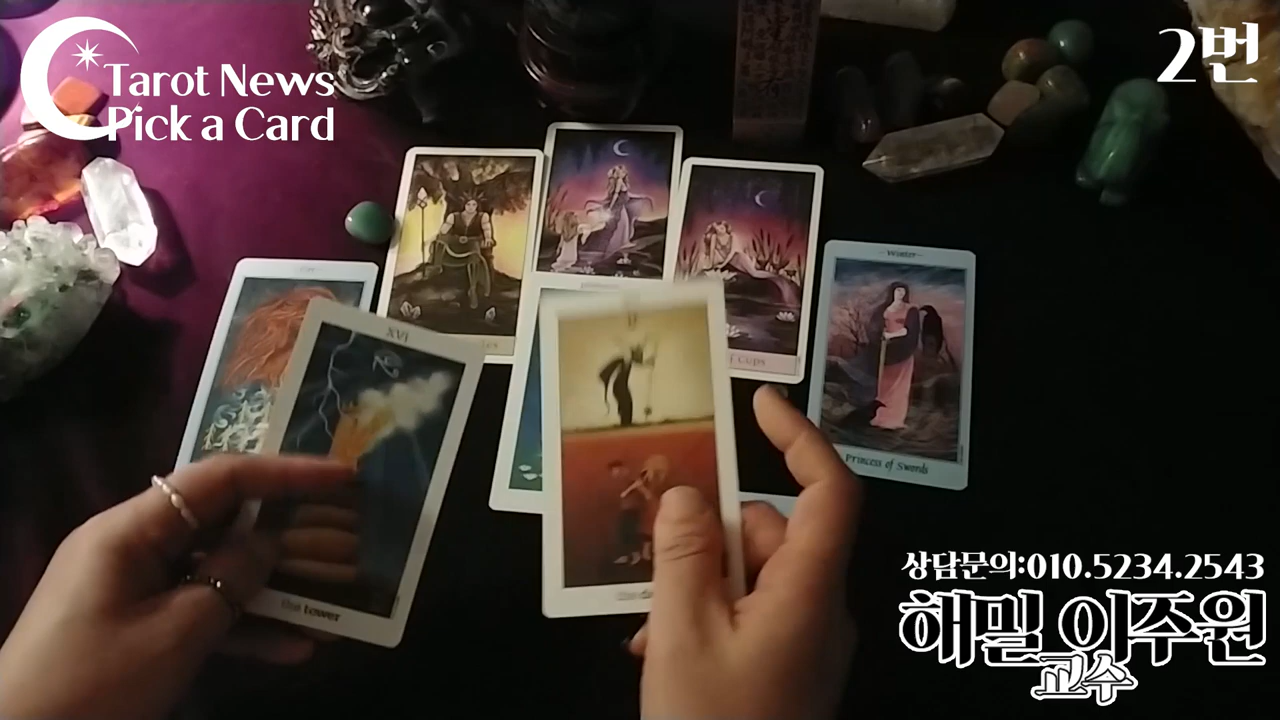 Tarot News
Pick a Card
2번
XVI
Winter
f Cups
Princess of Swords
the tower
상담문의:010.5234.2543
해밀 이주원
교수